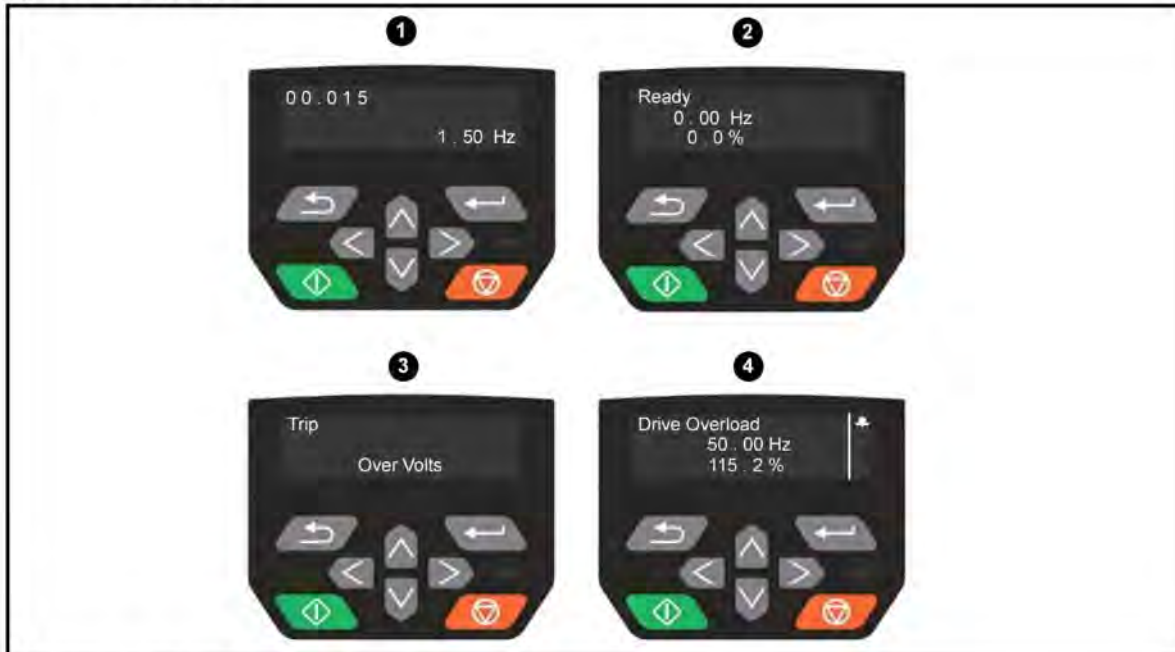 1
00.015
1.50 Hz
2
Ready
0.00 Hz
0.0%
3
Trip
Over Volts
4
Drive Overload
50.00 Hz
115.2 %